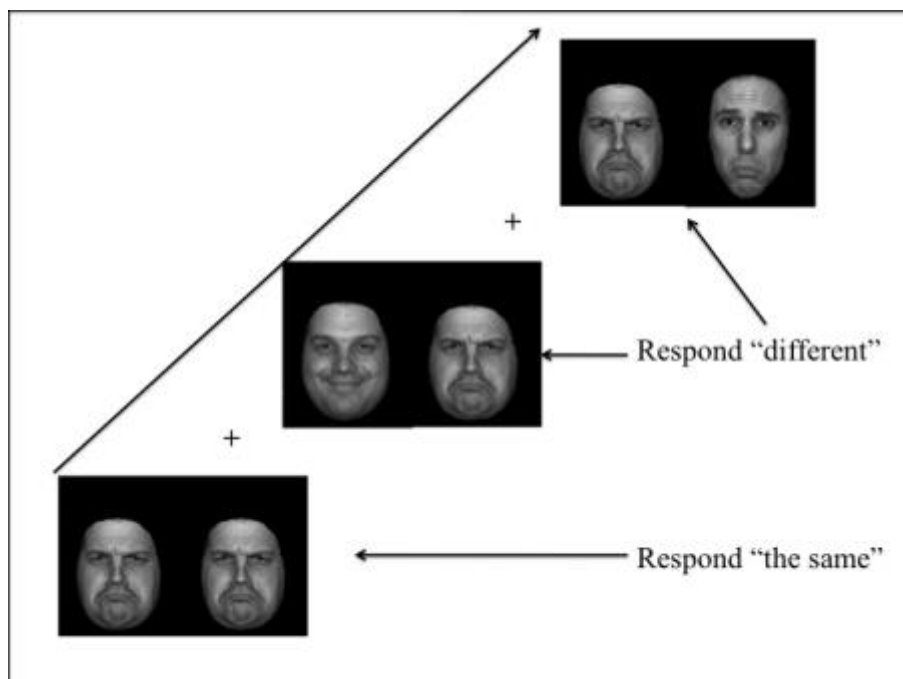 +
Respond “different”
+
Respond “the same”